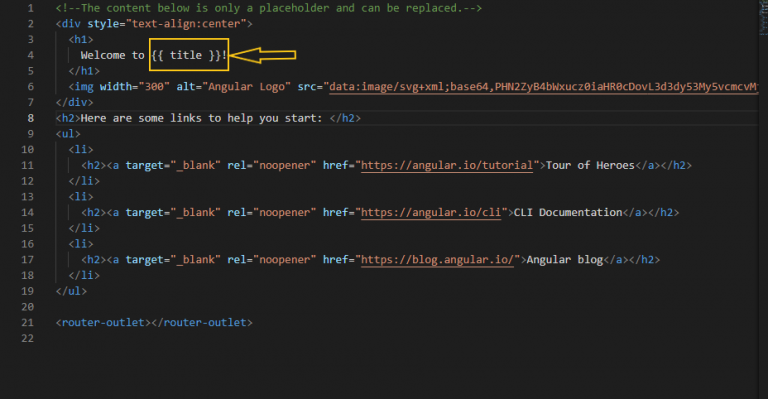 1 <!--The content below is only a placeholder and can be replaced.-->
2 <div style="text-align:center">
3   <h1>
4     Welcome to {{ title }}!
5   </h1>
6   <img width="300" alt="Angular Logo" src="data:image/svg+xml;base64,PHN2ZyB4bWxucz0iaHR0cDovL3d3dy53My5vcmcvMj
7 </div>
8 <h2>Here are some links to help you start: </h2>
9 <ul>
10   <li>
11     <h2><a target="_blank" rel="noopener" href="https://angular.io/tutorial">Tour of Heroes</a></h2>
12   </li>
13   <li>
14     <h2><a target="_blank" rel="noopener" href="https://angular.io/cli">CLI Documentation</a></h2>
15   </li>
16   <li>
17     <h2><a target="_blank" rel="noopener" href="https://blog.angular.io/">Angular blog</a></h2>
18   </li>
19 </ul>
20
21 <router-outlet></router-outlet>
22